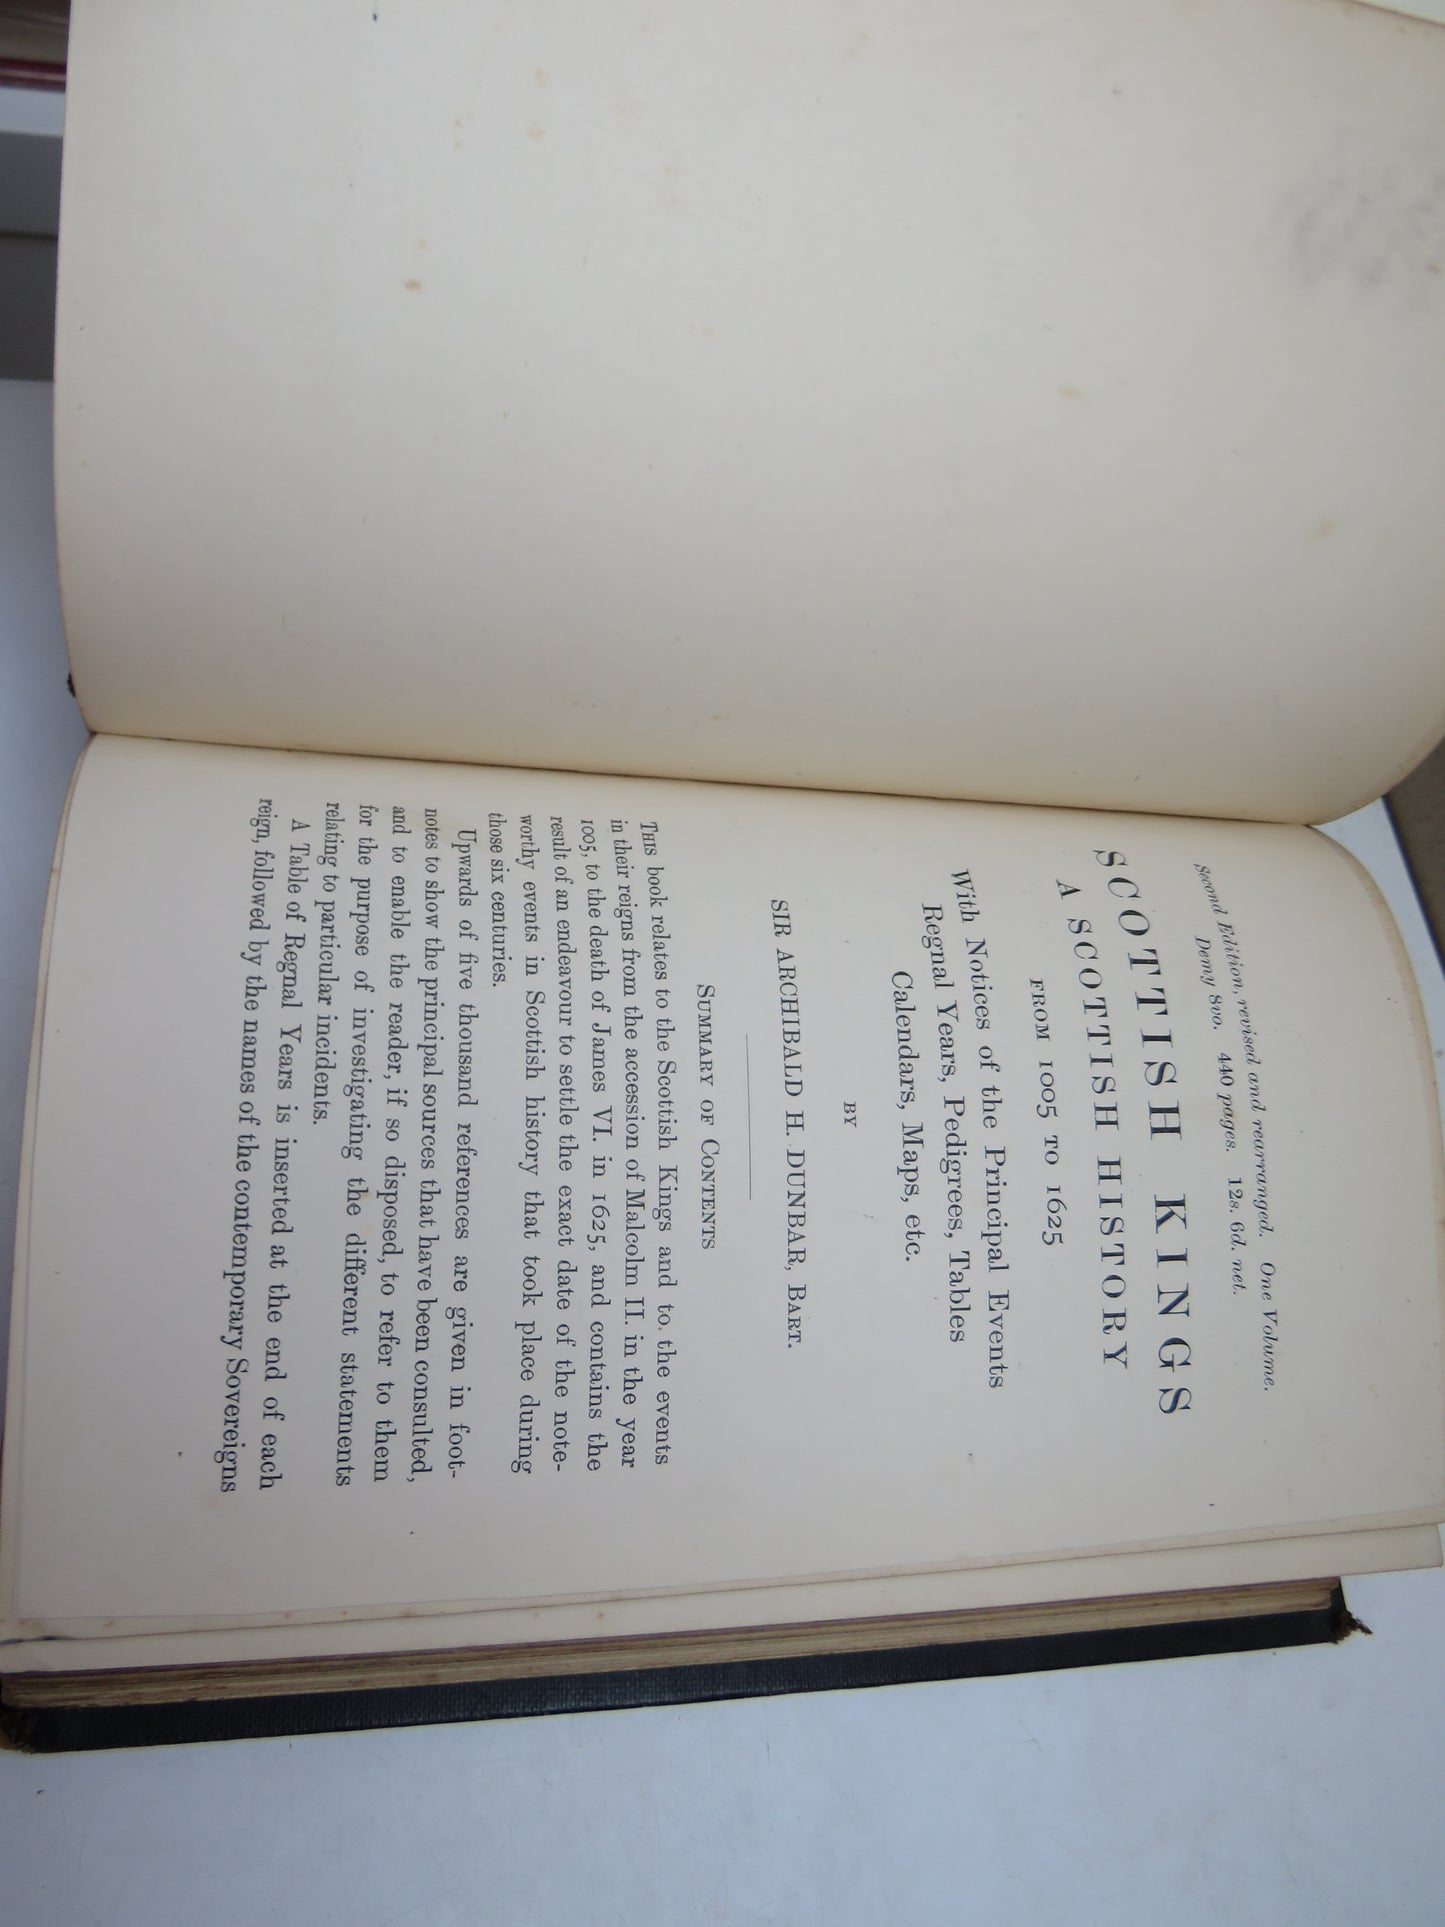 Second Edition, revised and rearranged. One Volume.
Demy 8vo. 440 pages. 12s. 6d. net.
SCOTTISH KINGS
A SCOTTISH HISTORY
FROM 1005 TO 1625
With Notices of the Principal Events
Regnal Years, Pedigrees, Tables
Calendars, Maps, etc.
BY
SIR ARCHIBALD H. DUNBAR, BART.
SUMMARY OF CONTENTS
THIS book relates to the Scottish Kings and to the events
in their reigns from the accession of Malcolm II. in the year
1005, to the death of James VI. in 1625, and contains the
result of an endeavour to settle the exact date of the note-
worthy events in Scottish history that took place during
those six centuries.
Upwards of five thousand references are given in foot-
notes to show the principal sources that have been consulted,
and to enable the reader, if so disposed, to refer to them
for the purpose of investigating the different statements
relating to particular incidents.
A Table of Regnal Years is inserted at the end of each
reign, followed by the names of the contemporary Sovereigns